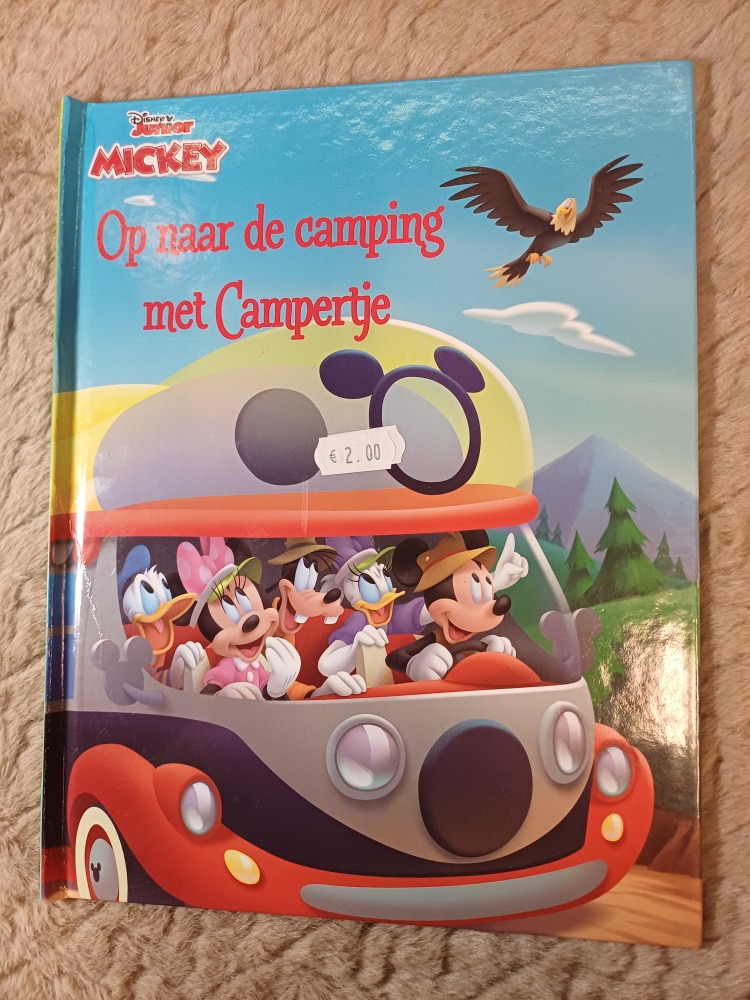 Disney
Junior
MICKEY
Op naar de camping
met Campertje
€ 2.00